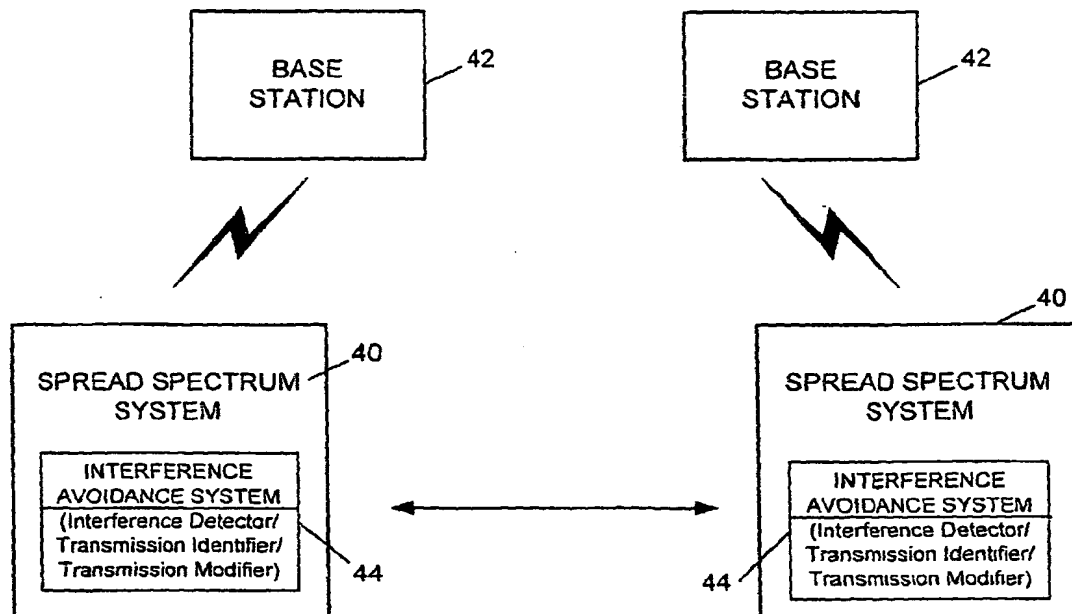 BASE
STATION
42
BASE
STATION
42
40
SPREAD SPECTRUM
SYSTEM
INTERFERENCE
AVOIDANCE SYSTEM
(Interference Detector/
Transmission Identifier/
Transmission Modifier)
44
40
SPREAD SPECTRUM
SYSTEM
INTERFERENCE
AVOIDANCE SYSTEM
(Interference Detector/
Transmission Identifier/
Transmission Modifier)
44